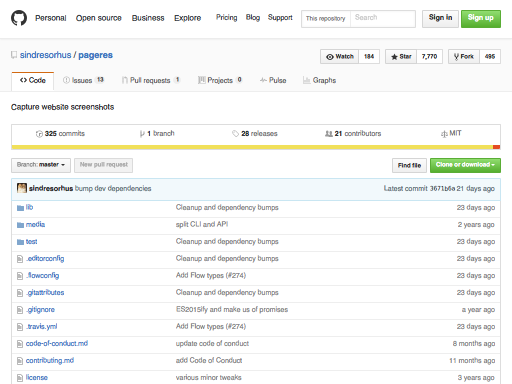 Personal Open source Business Explore Pricing Blog Support This repository Search Sign in Sign up
sindresorhus / pageres Watch 184 Star 7,770 Fork 495
Code Issues 13 Pull requests 1 Projects 0 Pulse Graphs
Capture website screenshots
325 commits 1 branch 28 releases 21 contributors MIT
Branch: master New pull request Find file Clone or download
sindresorhus bump dev dependencies Latest commit 3671b6e 21 days ago
lib Cleanup and dependency bumps 23 days ago
media split CLI and API 2 years ago
test Cleanup and dependency bumps 23 days ago
.editorconfig Cleanup and dependency bumps 23 days ago
.flowconfig Add Flow types (#274) 23 days ago
.gitattributes Cleanup and dependency bumps 23 days ago
.gitignore ES2015ify and make us of promises a year ago
.travis.yml Add Flow types (#274) 23 days ago
code-of-conduct.md update code of conduct 8 months ago
contributing.md add Code of Conduct 11 months ago
license various minor tweaks 3 years ago